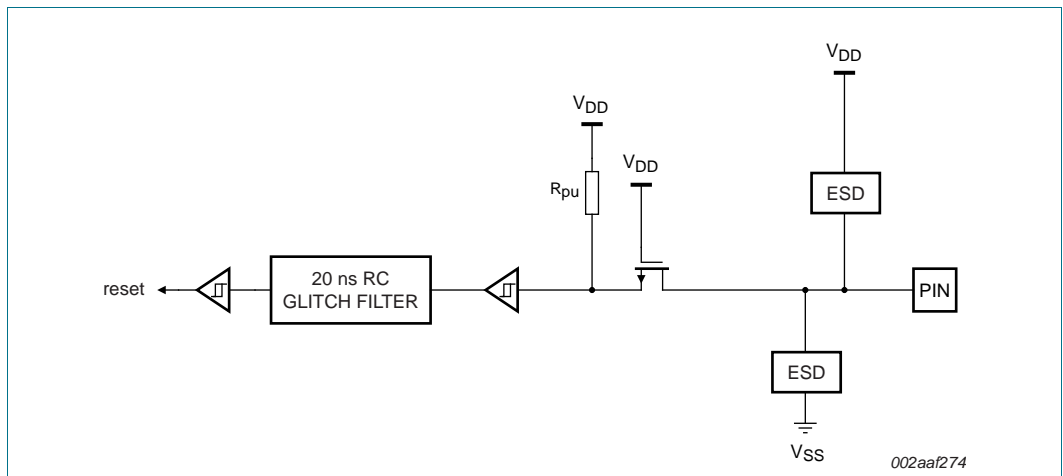 VDD
VDD
VDD
Rpu
ESD
reset
20 ns RC
GLITCH FILTER
PIN
ESD
VSS
002aaf274